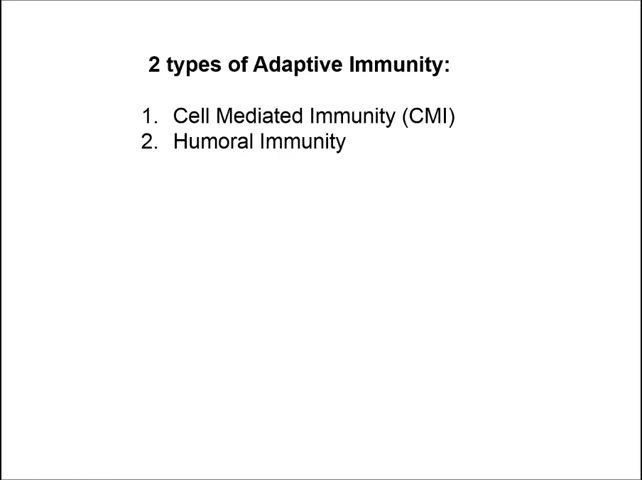 2 types of Adaptive Immunity:
1. Cell Mediated Immunity (CMI)
2. Humoral Immunity